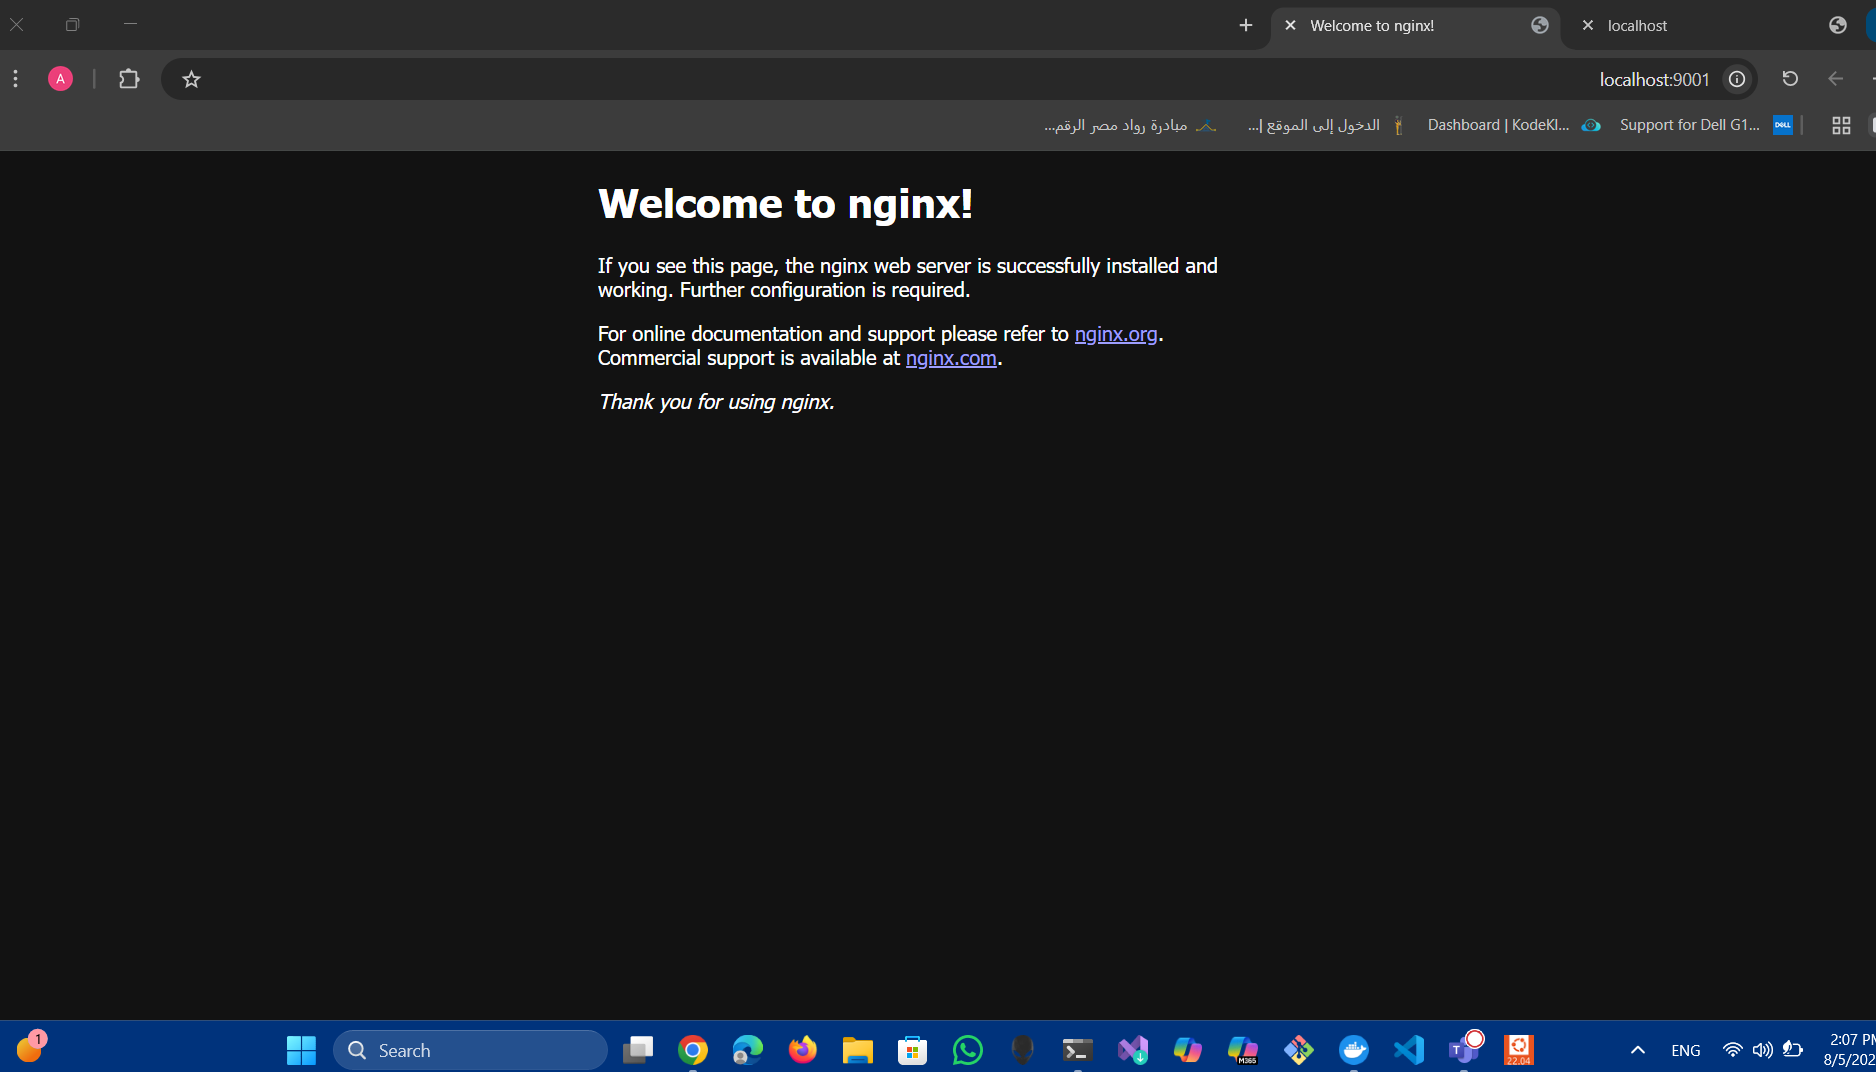 Welcome to nginx!
localhost
A
localhost:9001
مبادرة رواد مصر الرقم...
الدخول إلى الموقع |...
Dashboard | KodeKl...
Support for Dell G1...
DELL
Welcome to nginx!
If you see this page, the nginx web server is successfully installed and
working. Further configuration is required.
For online documentation and support please refer to nginx.org.
Commercial support is available at nginx.com.
Thank you for using nginx.
1
Search
M365
T
22.04
ENG
2:07 PM
8/5/202